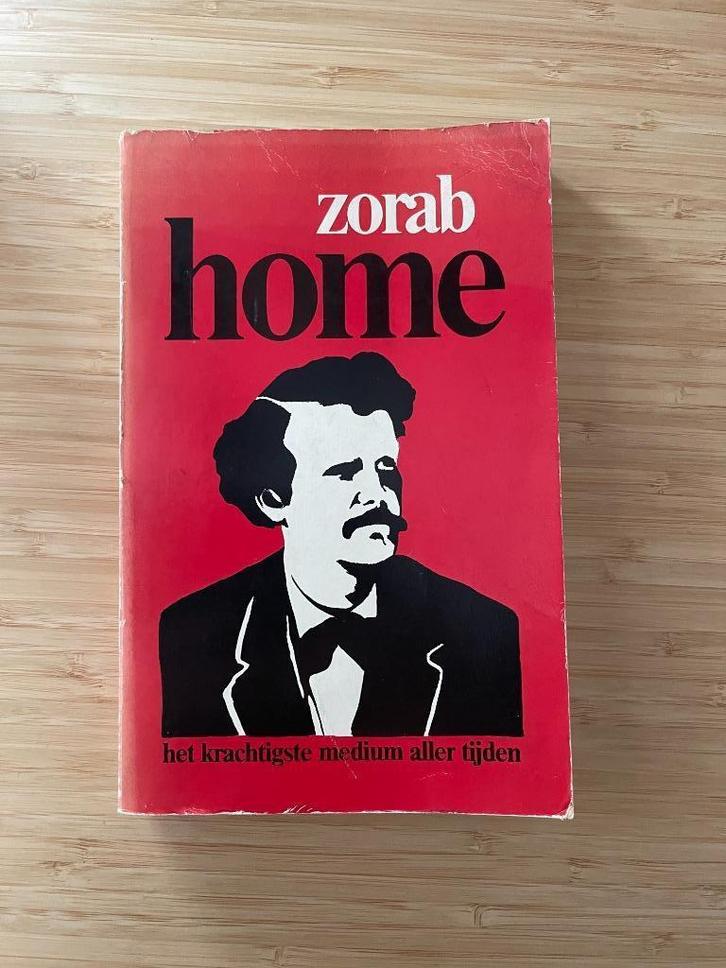 zorab
home
het krachtigste medium aller tijden